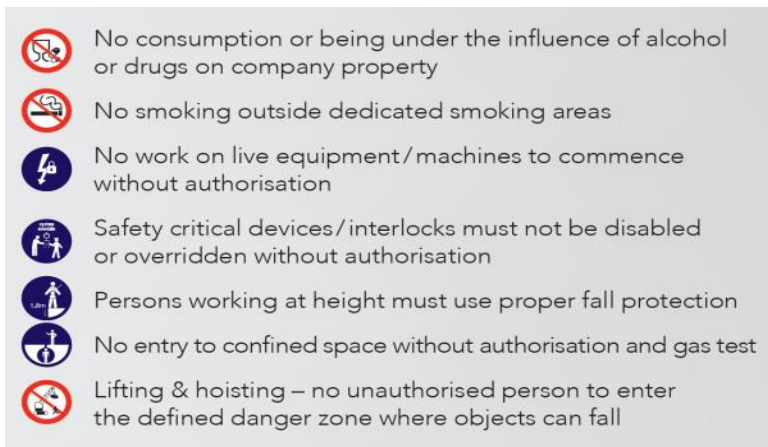 No consumption or being under the influence of alcohol
or drugs on company property
No smoking outside dedicated smoking areas
No work on live equipment/machines to commence
without authorisation
Safety critical devices/interlocks must not be disabled
or overridden without authorisation
1.8m
Persons working at height must use proper fall protection
No entry to confined space without authorisation and gas test
Lifting & hoisting – no unauthorised person to enter
the defined danger zone where objects can fall